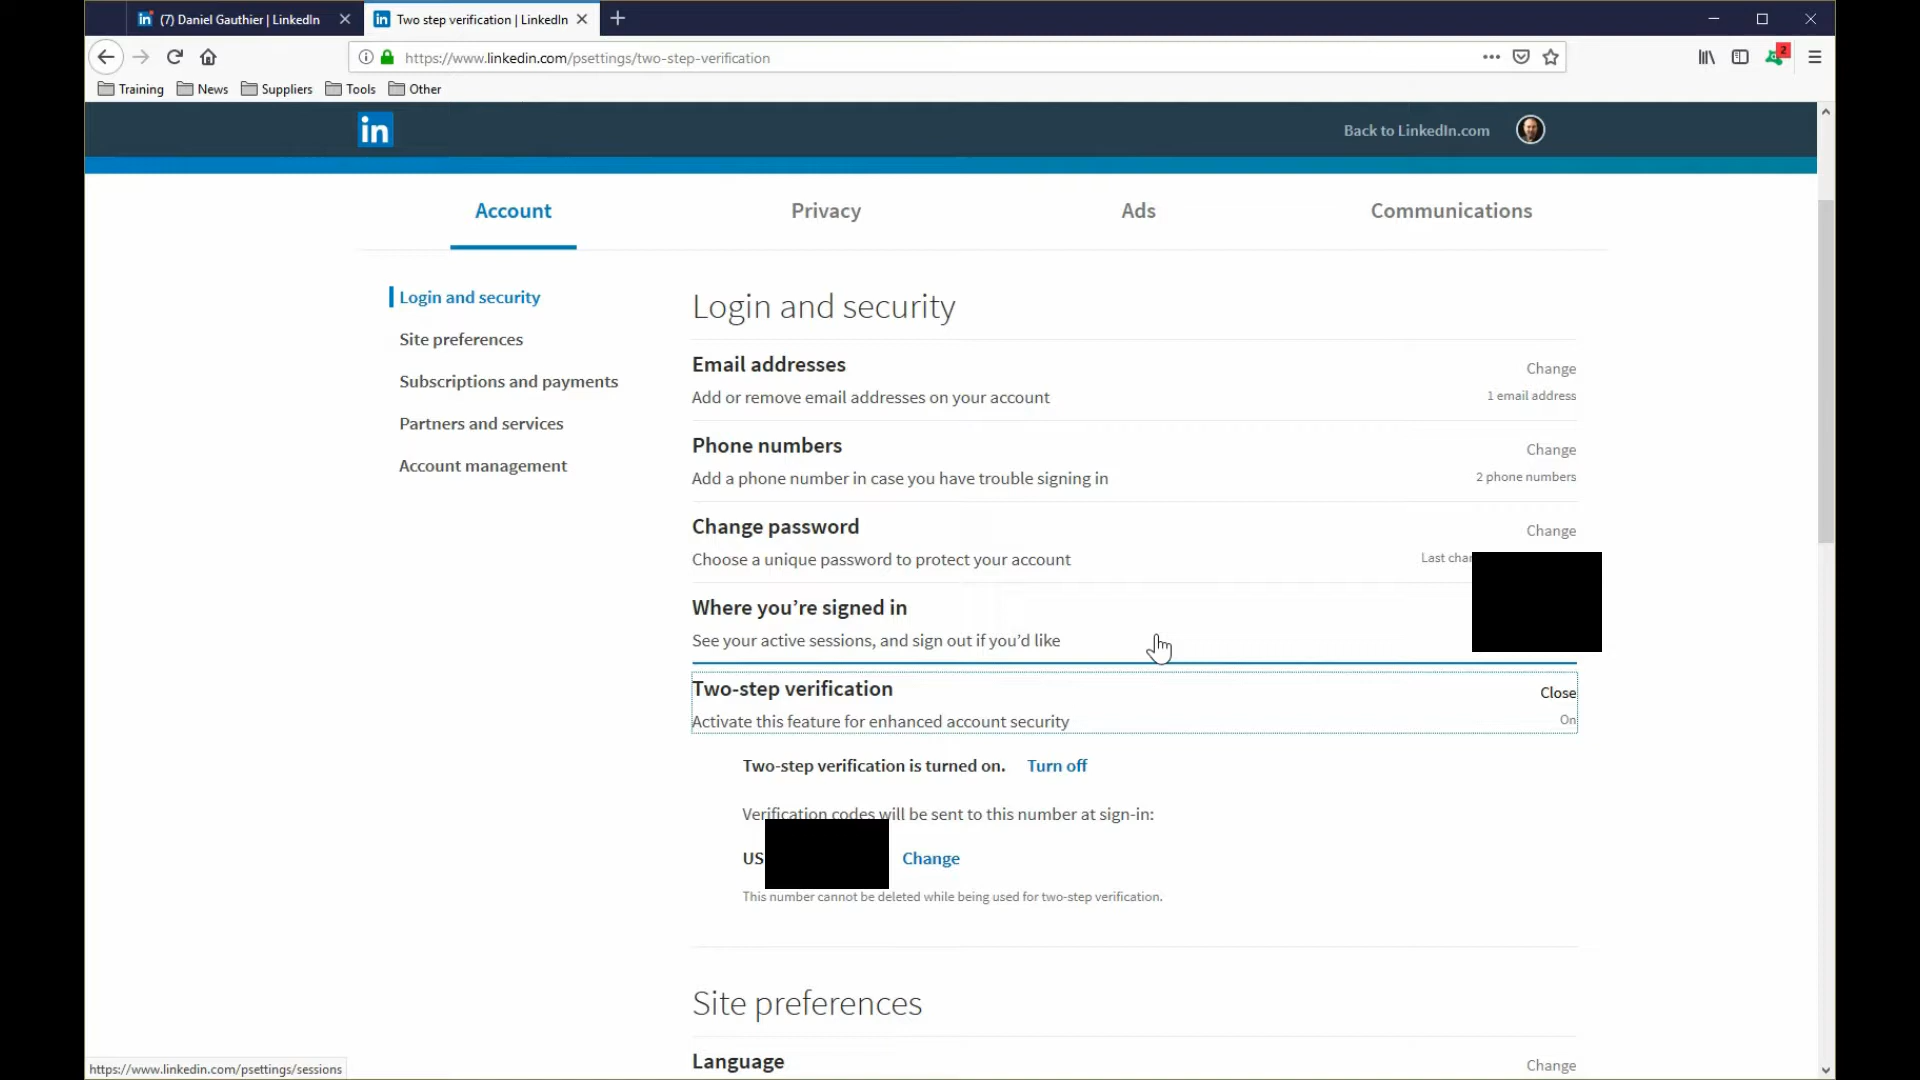 (7) Daniel Gauthier | LinkedIn
Two step verification | LinkedIn
https://www.linkedin.com/psettings/two-step-verification
2
Training
News
Suppliers
Tools
Other
in
Back to LinkedIn.com
Account
Privacy
Ads
Communications
Login and security
Site preferences
Subscriptions and payments
Partners and services
Account management
Login and security
Email addresses
Change
Add or remove email addresses on your account
1 email address
Phone numbers
Change
Add a phone number in case you have trouble signing in
2 phone numbers
Change password
Change
Choose a unique password to protect your account
Last
Where you’re signed in
See your active sessions, and sign out if you’d like
Two-step verification
Close
Activate this feature for enhanced account security
On
Two-step verification is turned on.
Turn off
Verification codes will be sent to this number at sign-in:
US
Change
This number cannot be deleted while being used for two-step verification.
Site preferences
Language
Change
https://www.linkedin.com/psettings/sessions